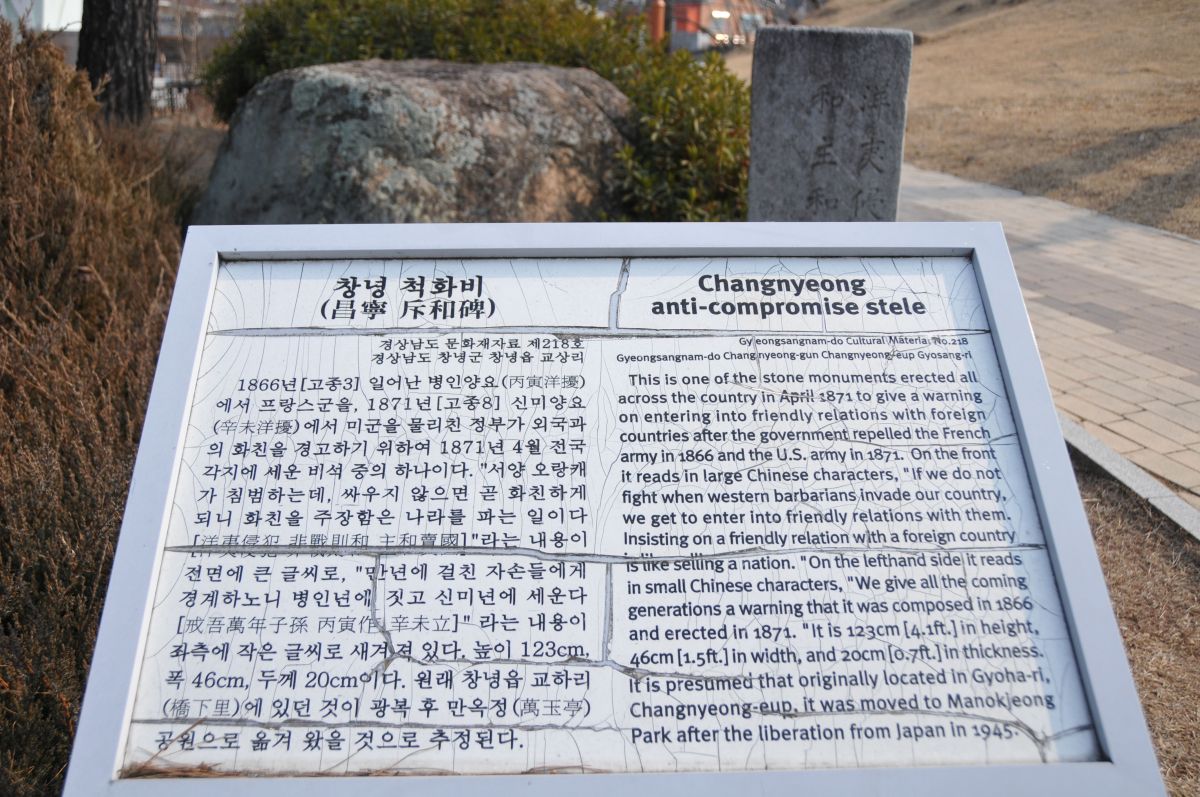 洋夷侵
和主和
창녕 척화비
(昌寧 斥和碑)
경상남도 문화재자료 제218호
경상남도 창녕군 창녕읍 교상리
1866년[고종3] 일어난 병인양요(丙寅洋擾)
에서 프랑스군을, 1871년[고종8] 신미양요
(辛未洋擾)에서 미군을 물리친 정부가 외국과
의 화친을 경고하기 위하여 1871년 4월 전국
각지에 세운 비석 중의 하나이다. "서양 오랑캐
가 침범하는데, 싸우지 않으면 곧 화친하게
되니 화친을 주장함은 나라를 파는 일이다
[洋夷侵犯 非戰則和 主和賣國]"라는 내용이
전면에 큰 글씨로, "만년에 걸친 자손들에게
경계하노니 병인년에 짓고 신미년에 세운다
[戒吾萬年子孫 丙寅作 辛未立]" 라는 내용이
좌측에 작은 글씨로 새겨져 있다. 높이 123cm,
폭 46cm, 두께 20cm이다. 원래 창녕읍 교하리
(橋下里)에 있던 것이 광복 후 만옥정(萬玉亭)
공원으로 옮겨 왔을 것으로 추정된다.
Changnyeong
anti-compromise stele
Gyeongsangnam-do Cultural Material No.218
Gyeongsangnam-do Changnyeong-gun Changnyeong-eup Gyosang-ri
This is one of the stone monuments erected all
across the country in April 1871 to give a warning
on entering into friendly relations with foreign
countries after the government repelled the French
army in 1866 and the U.S. army in 1871. On the front
it reads in large Chinese characters, "If we do not
fight when western barbarians invade our country,
we get to enter into friendly relations with them.
Insisting on a friendly relation with a foreign country
is like selling a nation. "On the lefthand side it reads
in small Chinese characters, "We give all the coming
generations a warning that it was composed in 1866
and erected in 1871. "It is 123cm [4.1ft.] in height,
46cm [1.5ft.] in width, and 20cm [0.7ft.] in thickness.
It is presumed that originally located in Gyoha-ri,
Changnyeong-eup, it was moved to Manokjeong
Park after the liberation from Japan in 1945.